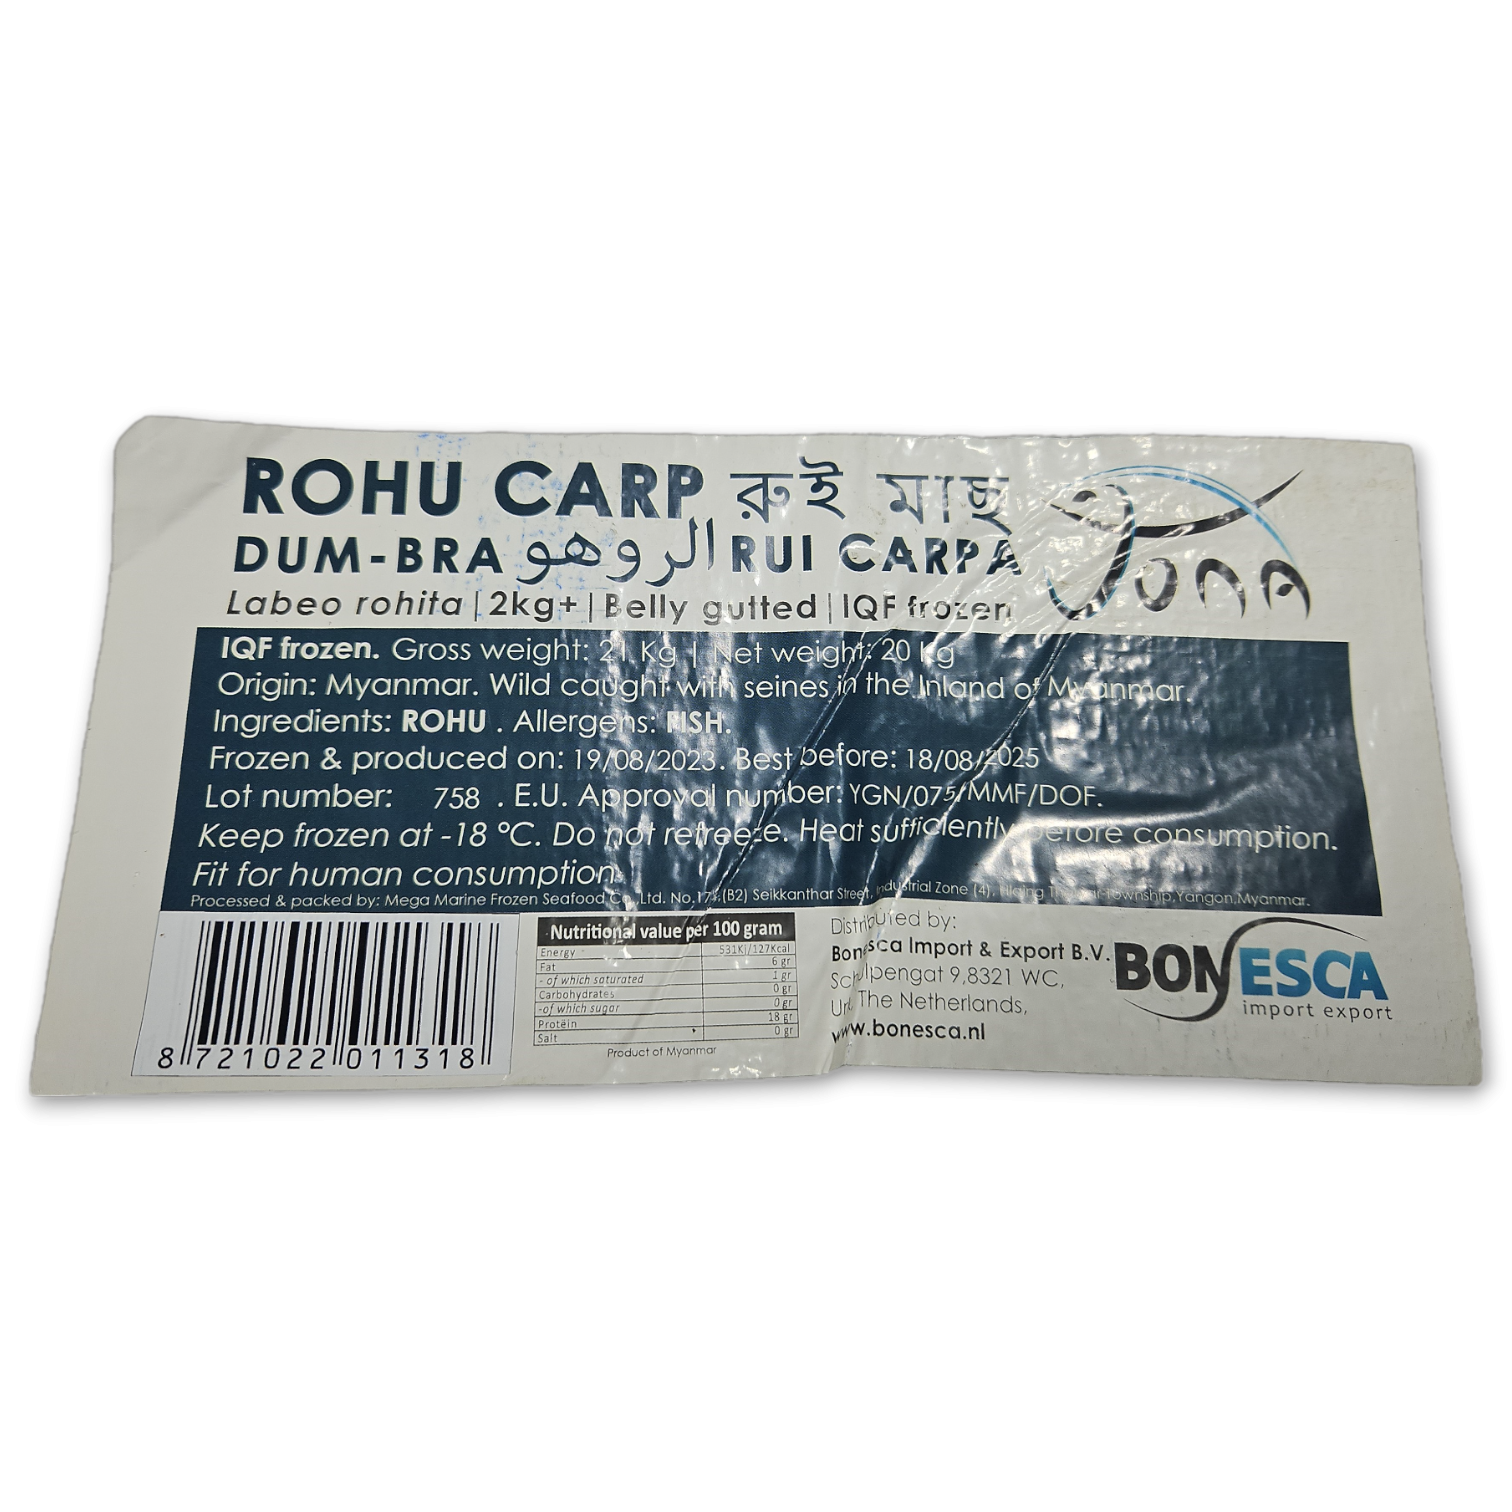 ROHU CARP রুই মাছ
DUM-BRA الروهو RUI CARPA
Jona
Labeo rohita | 2kg+ | Belly gutted | IQF frozen
IQF frozen. Gross weight: 21 Kg | Net weight: 20 kg
Origin: Myanmar. Wild caught with seines in the Inland of Myanmar.
Ingredients: ROHU . Allergens: FISH.
Frozen & produced on: 19/08/2023. Best before: 18/08/2025
Lot number: 758 . E.U. Approval number: YGN/075/MMF/DOF.
Keep frozen at -18 ºC. Do not refreeze. Heat sufficiently before consumption.
Fit for human consumption.
Processed & packed by: Mega Marine Frozen Seafood Co.,Ltd. (B2) Seikkanthar Street, Industrial Zone (4), Township,Yangon,Myanmar.
8 721022 011318
Nutritional value per 100 gram
Energy 531Kj/127Kcal
Fat 6 gr
- of which saturated 1 gr
Carbohydrates 0 gr
-of which sugar 0 gr
Protëin 18 gr
Salt 0 gr
Product of Myanmar
Distributed by:
Bonesca Import & Export B.V.
9,8321 WC,
The Netherlands,
www.bonesca.nl
BONESCA
import export